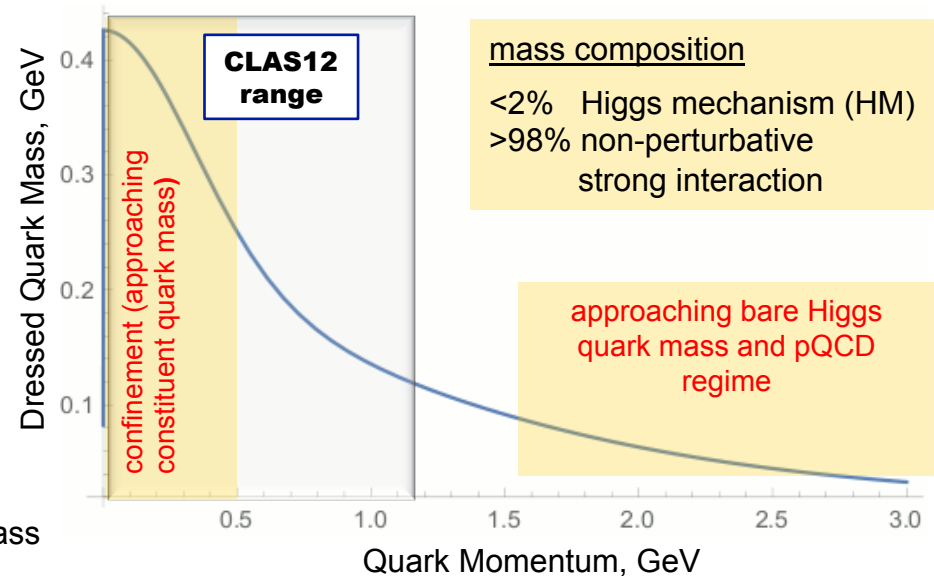 Dressed Quark Mass, GeV
0.4
0.3
0.2
0.1
CLAS12
range
confinement (approaching
constituent quark mass)
mass composition
<2% Higgs mechanism (HM)
>98% non-perturbative
strong interaction
approaching bare Higgs
quark mass and pQCD
regime
0.5 1.0 1.5 2.0 2.5 3.0
ass
Quark Momentum, GeV